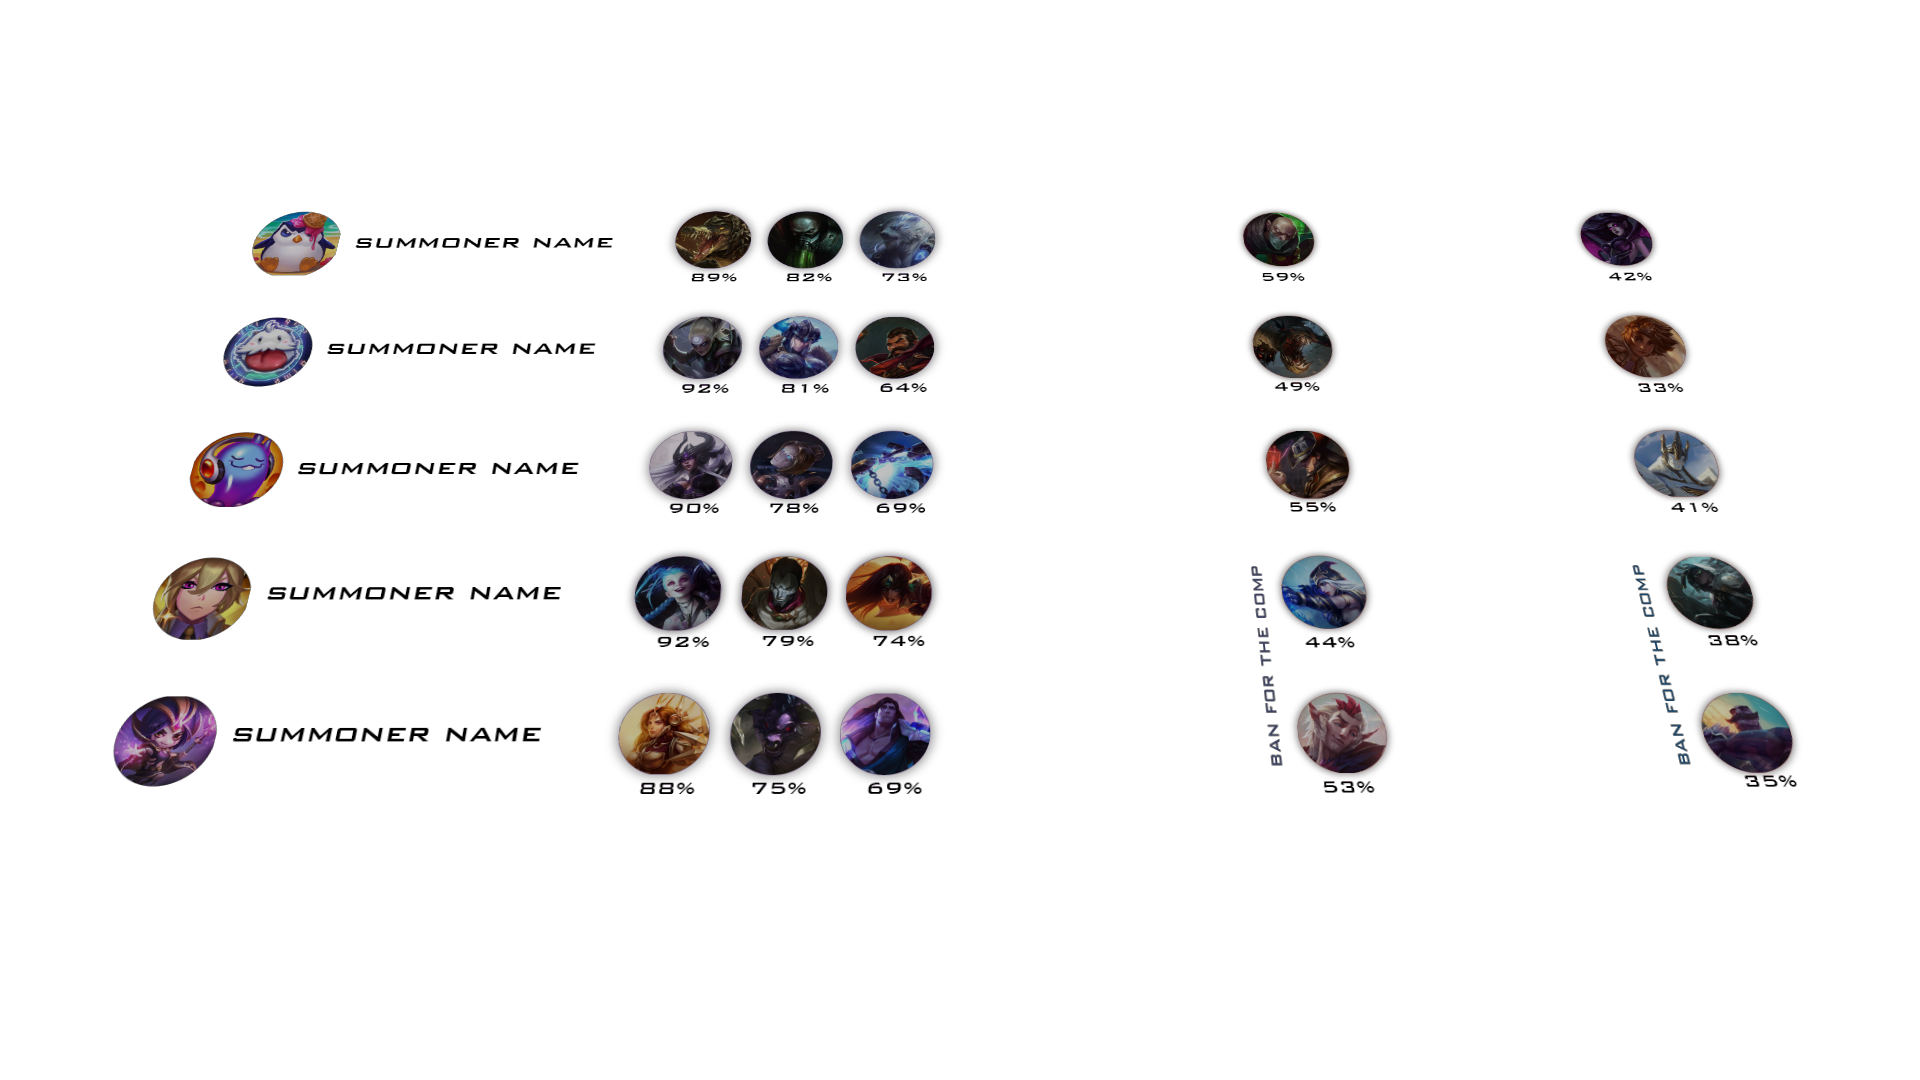 SUMMONER NAME
89% 82% 73% 59% 42%
SUMMONER NAME
92% 81% 64% 49% 33%
SUMMONER NAME
90% 78% 69% 55% 41%
SUMMONER NAME
92% 79% 74% 44% 38%
BAN FOR THE COMP
BAN FOR THE COMP
SUMMONER NAME
88% 75% 69% 53% 35%